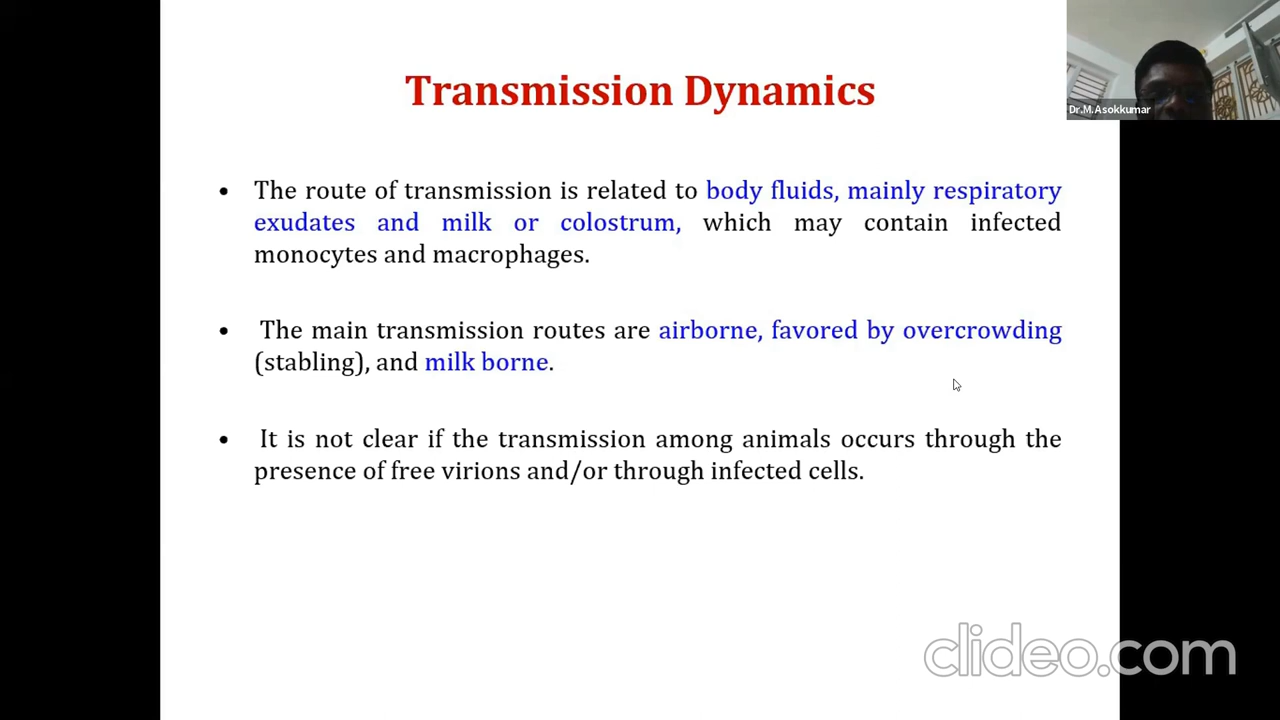 Transmission Dynamics
Dr.M.Asokkumar
• The route of transmission is related to body fluids, mainly respiratory
exudates and milk or colostrum, which may contain infected
monocytes and macrophages.
• The main transmission routes are airborne, favored by overcrowding
(stabling), and milk borne.
• It is not clear if the transmission among animals occurs through the
presence of free virions and/or through infected cells.
clideo.com